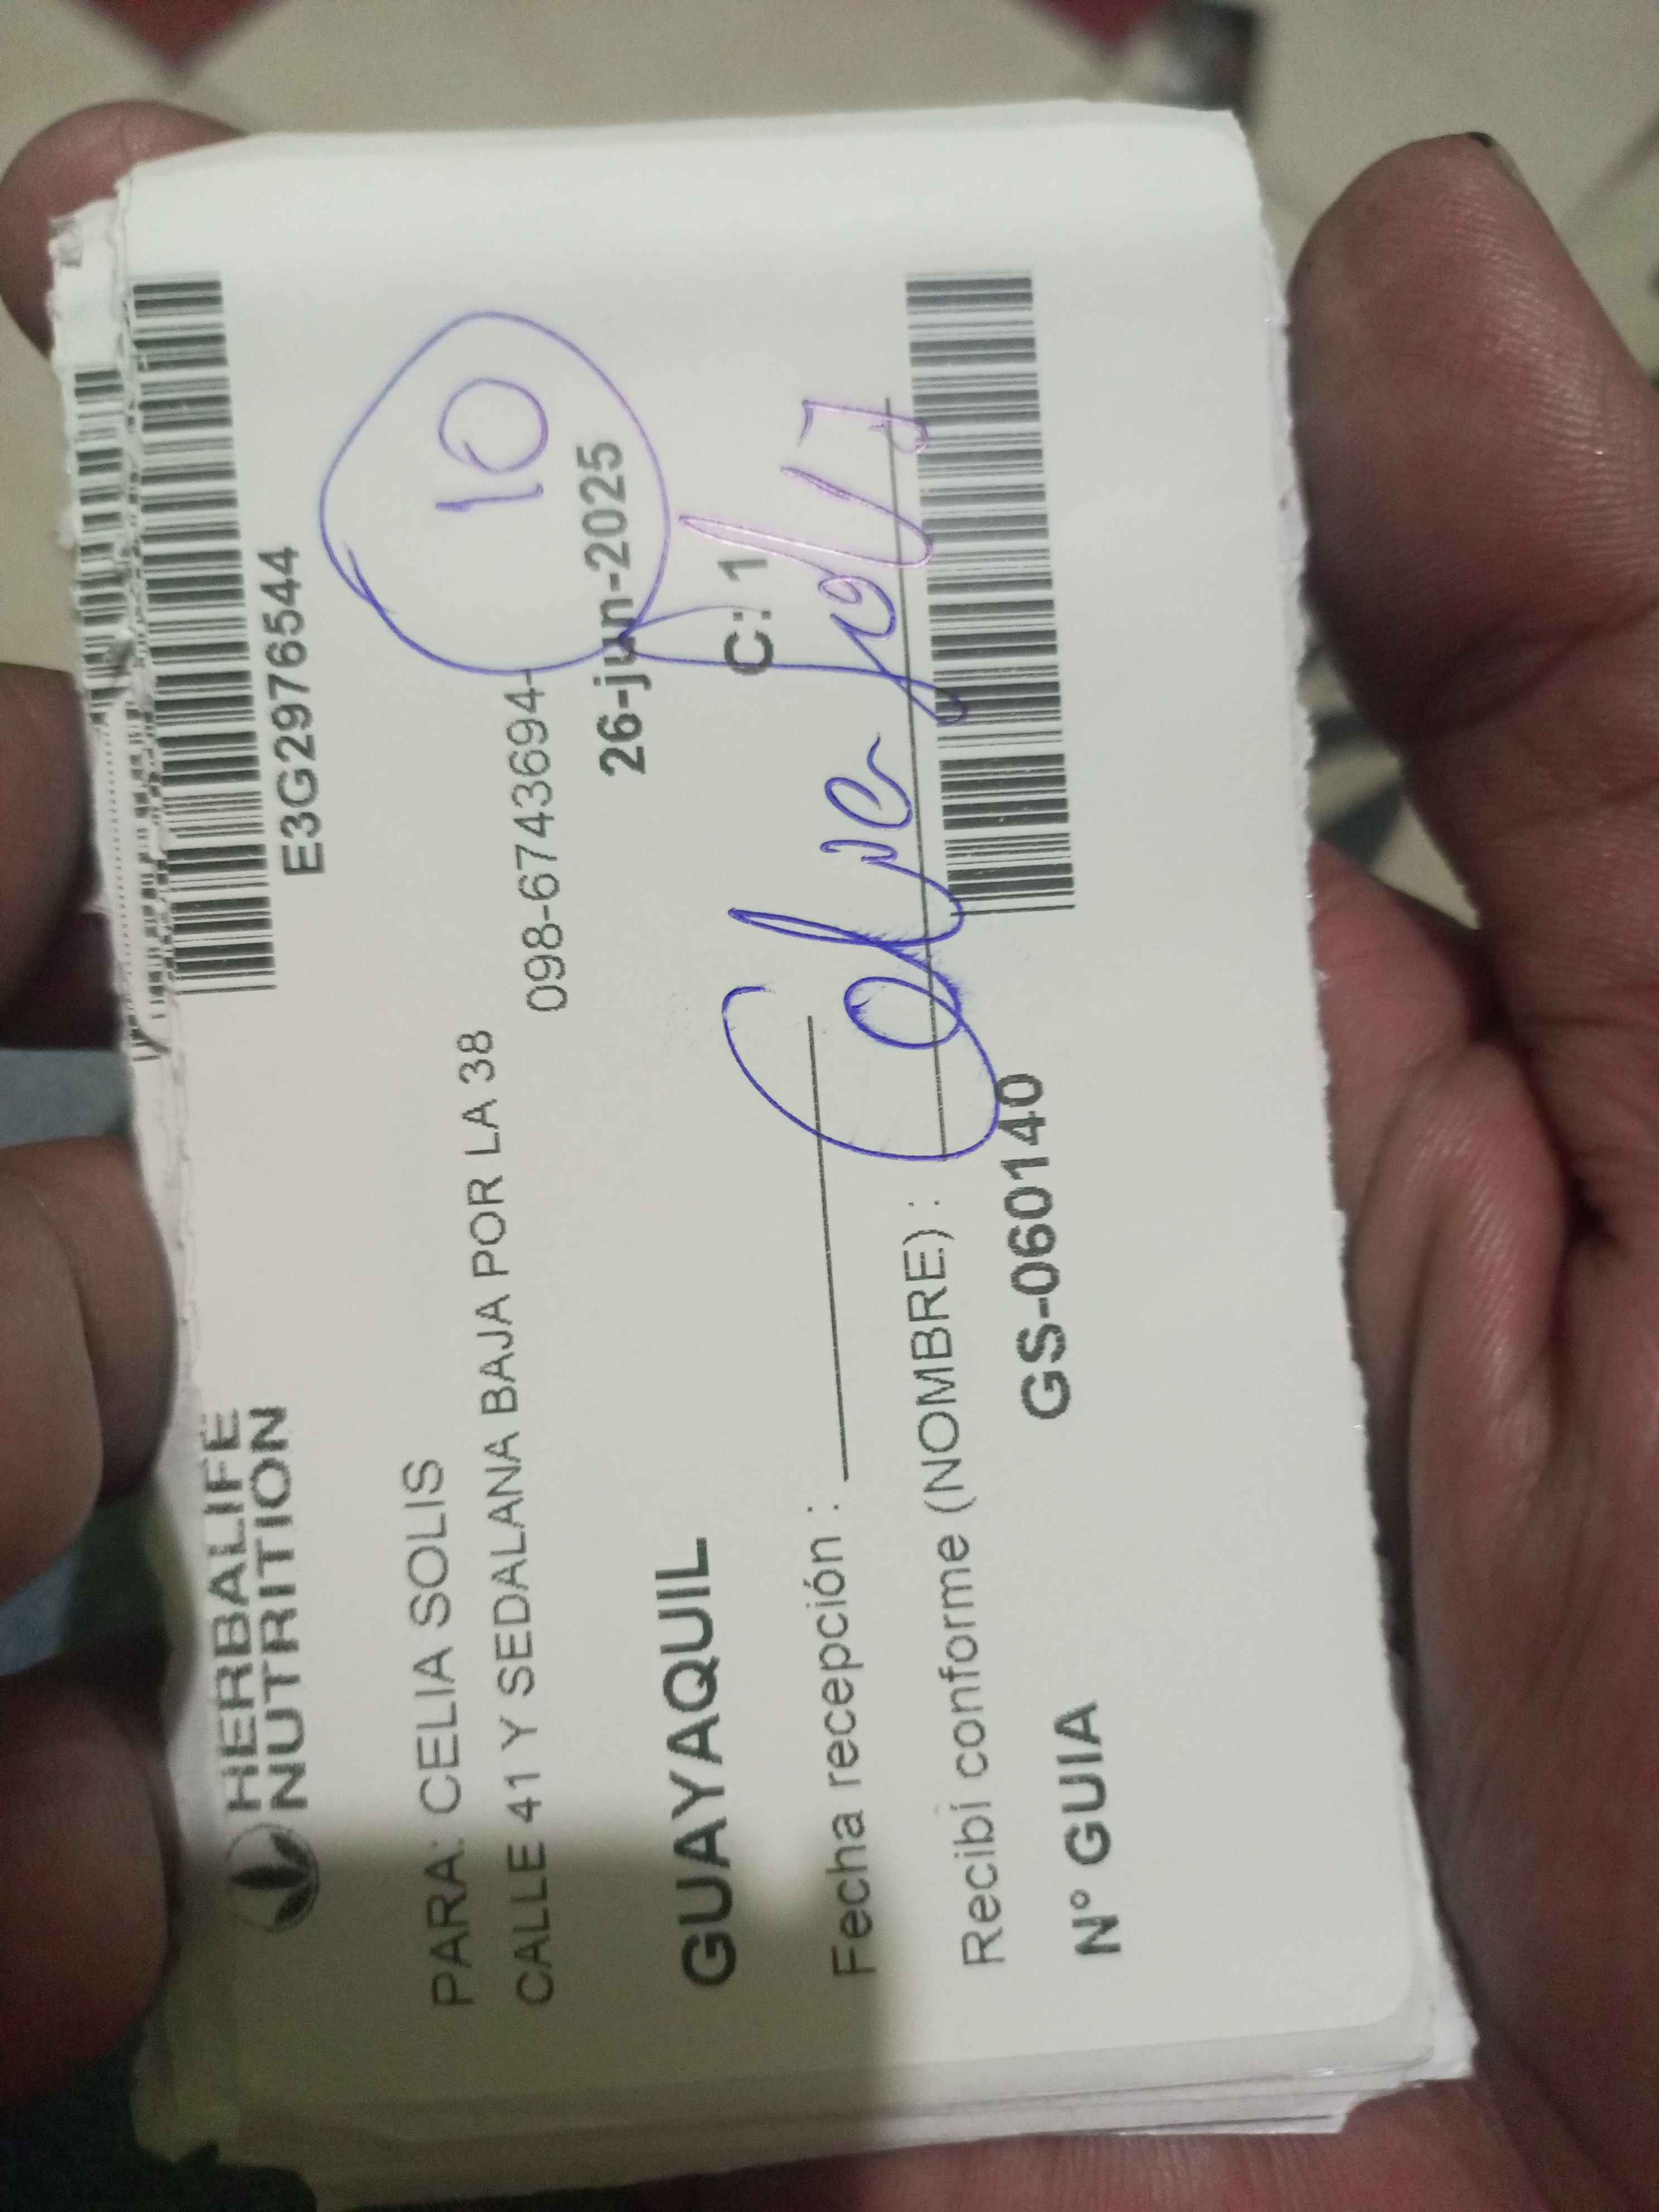 HERBALIFE
NUTRITION
E3G2976544
PARA: CELIA SOLIS
CALLE 41 Y SEDALANA BAJA POR LA 38
098-6743694-
10
GUAYAQUIL
26-jun-2025
C: 1
Fecha recepción :
Recibí conforme (NOMBRE) :
N° GUIA
GS-060140